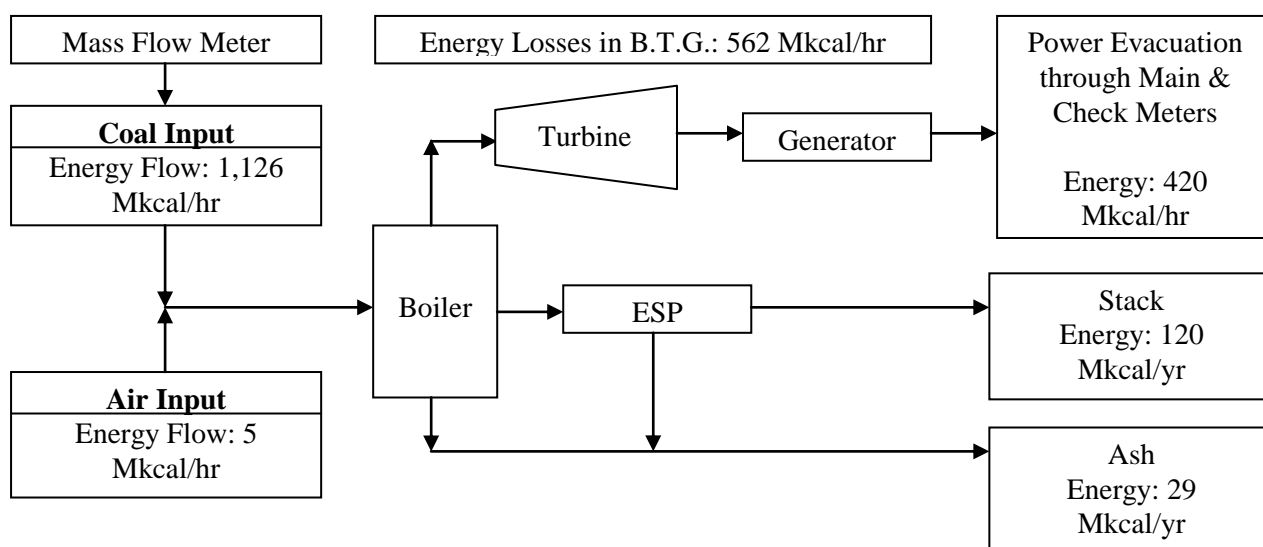 Mass Flow Meter
Energy Losses in B.T.G.: 562 Mkcal/hr
Power Evacuation
through Main &
Check Meters
Energy: 420
Mkcal/hr
Coal Input
Energy Flow: 1,126
Mkcal/hr
Turbine
Generator
Boiler
ESP
Stack
Energy: 120
Mkcal/yr
Air Input
Energy Flow: 5
Mkcal/hr
Ash
Energy: 29
Mkcal/yr